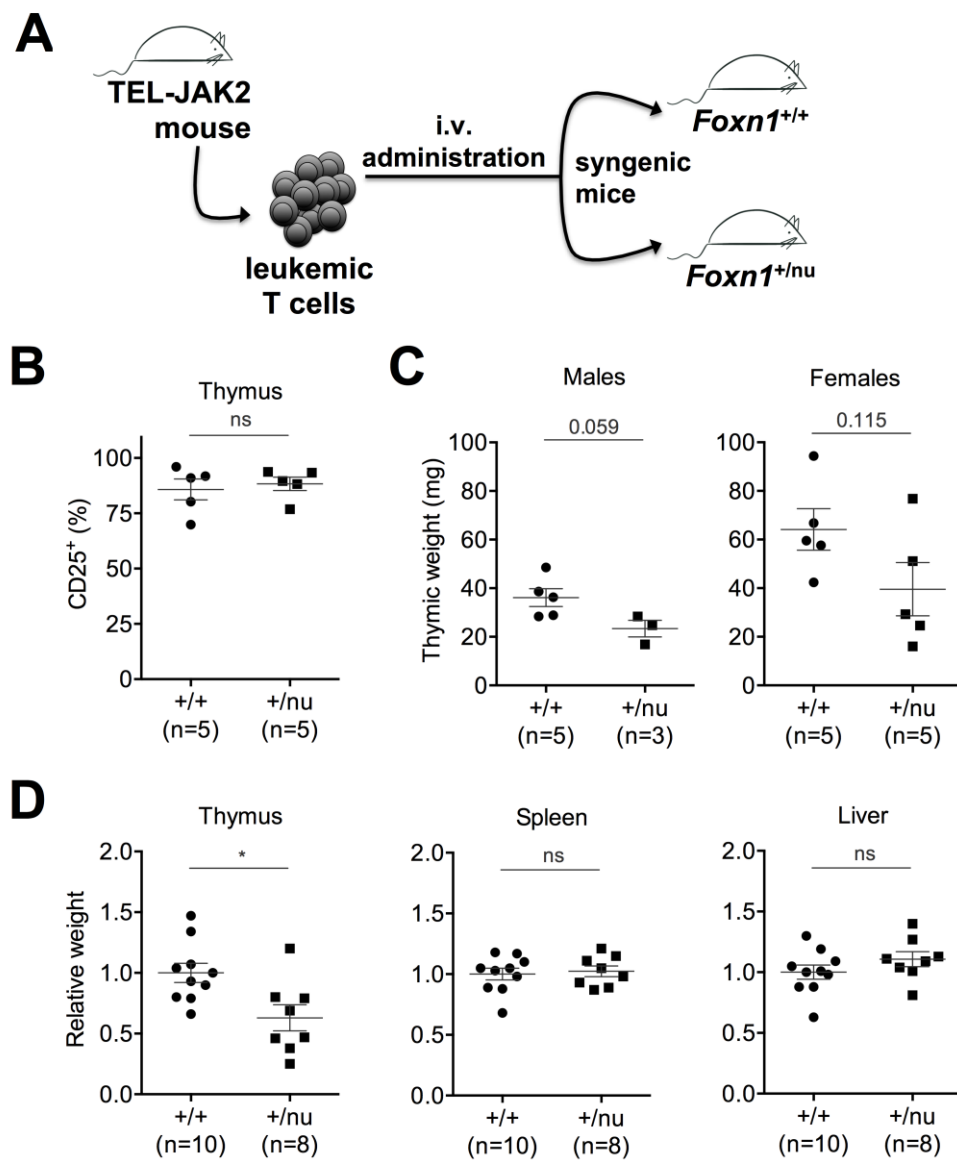 A
TEL-JAK2
mouse
leukemic
T cells
i.v.
administration
syngenic
mice
Foxn1+/+
Foxn1+/nu
B
Thymus
ns
CD25+ (%)
100
75
50
25
0
+/+
(n=5)
+/nu
(n=5)
C
Males
0.059
Thymic weight (mg)
100
80
60
40
20
0
+/+
(n=5)
+/nu
(n=3)
Females
0.115
100
80
60
40
20
0
+/+
(n=5)
+/nu
(n=5)
D
Thymus
*
Relative weight
2.0
1.5
1.0
0.5
0.0
+/+
(n=10)
+/nu
(n=8)
Spleen
ns
2.0
1.5
1.0
0.5
0.0
+/+
(n=10)
+/nu
(n=8)
Liver
ns
2.0
1.5
1.0
0.5
0.0
+/+
(n=10)
+/nu
(n=8)